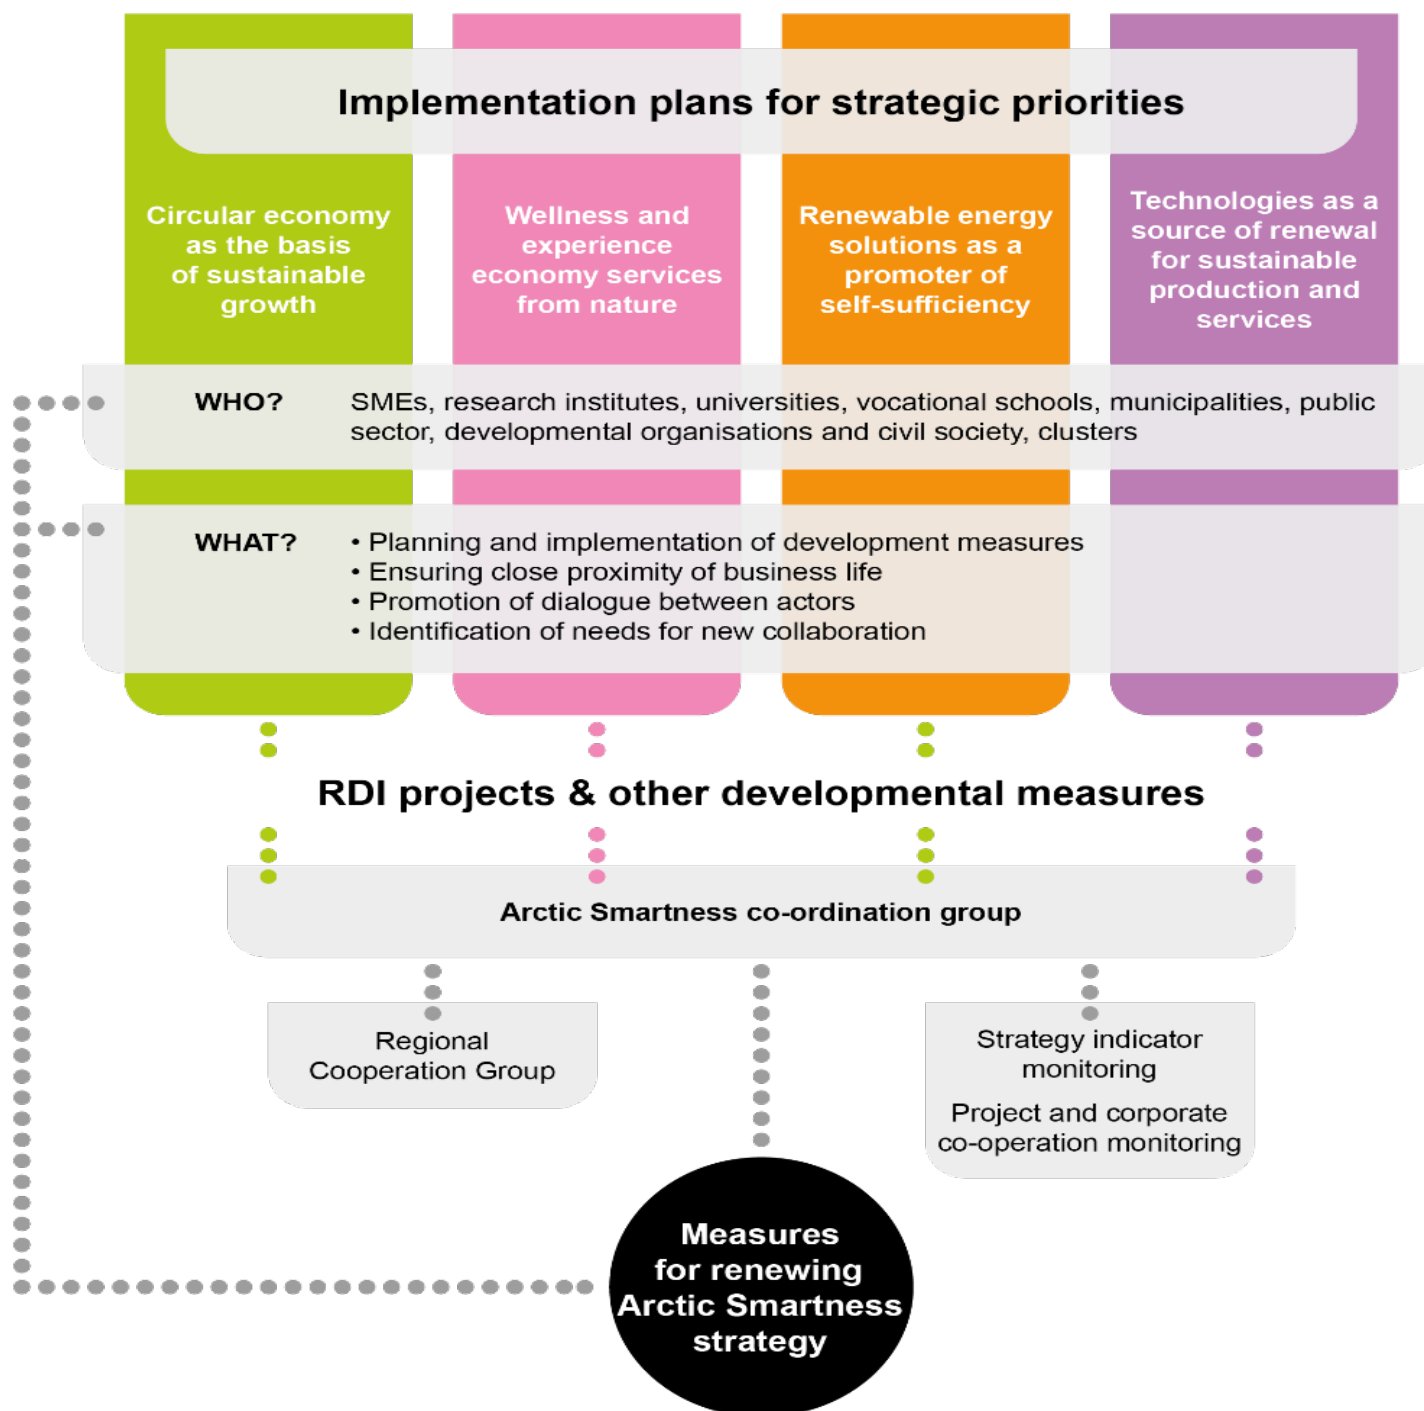 Implementation plans for strategic priorities
Circular economy
as the basis
of sustainable
growth
Wellness and
experience
economy services
from nature
Renewable energy
solutions as a
promoter of
self-sufficiency
Technologies as a
source of renewal
for sustainable
production and
services
WHO? SMEs, research institutes, universities, vocational schools, municipalities, public
sector, developmental organisations and civil society, clusters
WHAT? • Planning and implementation of development measures
• Ensuring close proximity of business life
• Promotion of dialogue between actors
• Identification of needs for new collaboration
RDI projects & other developmental measures
Arctic Smartness co-ordination group
Regional
Cooperation Group
Strategy indicator
monitoring
Project and corporate
co-operation monitoring
Measures
for renewing
Arctic Smartness
strategy